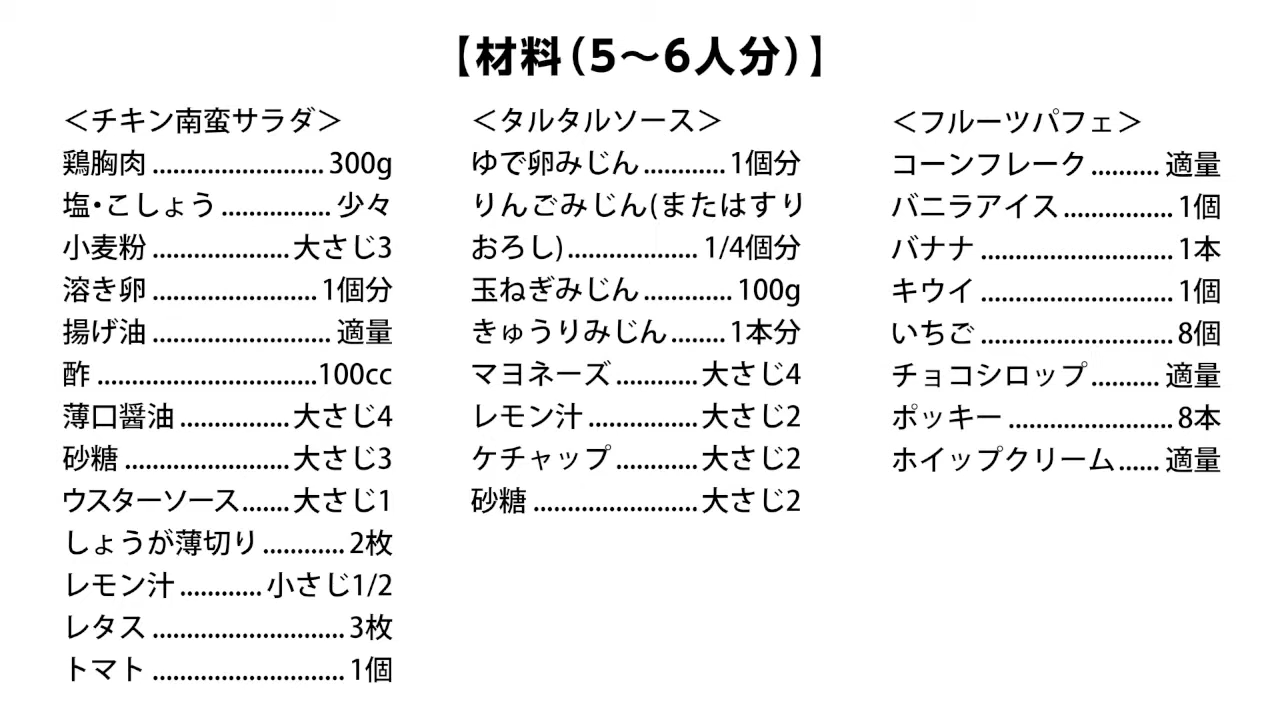 【材料(5〜6人分)】
＜チキン南蛮サラダ＞
鶏胸肉 ......................... 300g
塩・こしょう ................ 少々
小麦粉 .................... 大さじ3
溶き卵 ........................ 1個分
揚げ油 .......................... 適量
酢 ................................100cc
薄口醤油 ................ 大さじ4
砂糖 ........................ 大さじ3
ウスターソース....... 大さじ1
しょうが薄切り ............ 2枚
レモン汁 ............ 小さじ1/2
レタス ............................ 3枚
トマト ............................ 1個
＜タルタルソース＞
ゆで卵みじん ............ 1個分
りんごみじん(またはすり
おろし) ................... 1/4個分
玉ねぎみじん ............. 100g
きゅうりみじん ........ 1本分
マヨネーズ ............ 大さじ4
レモン汁 ................ 大さじ2
ケチャップ ............ 大さじ2
砂糖 ........................ 大さじ2
＜フルーツパフェ＞
コーンフレーク .......... 適量
バニラアイス ................ 1個
バナナ ............................ 1本
キウイ ............................ 1個
いちご ............................ 8個
チョコシロップ .......... 適量
ポッキー ........................ 8本
ホイップクリーム ...... 適量